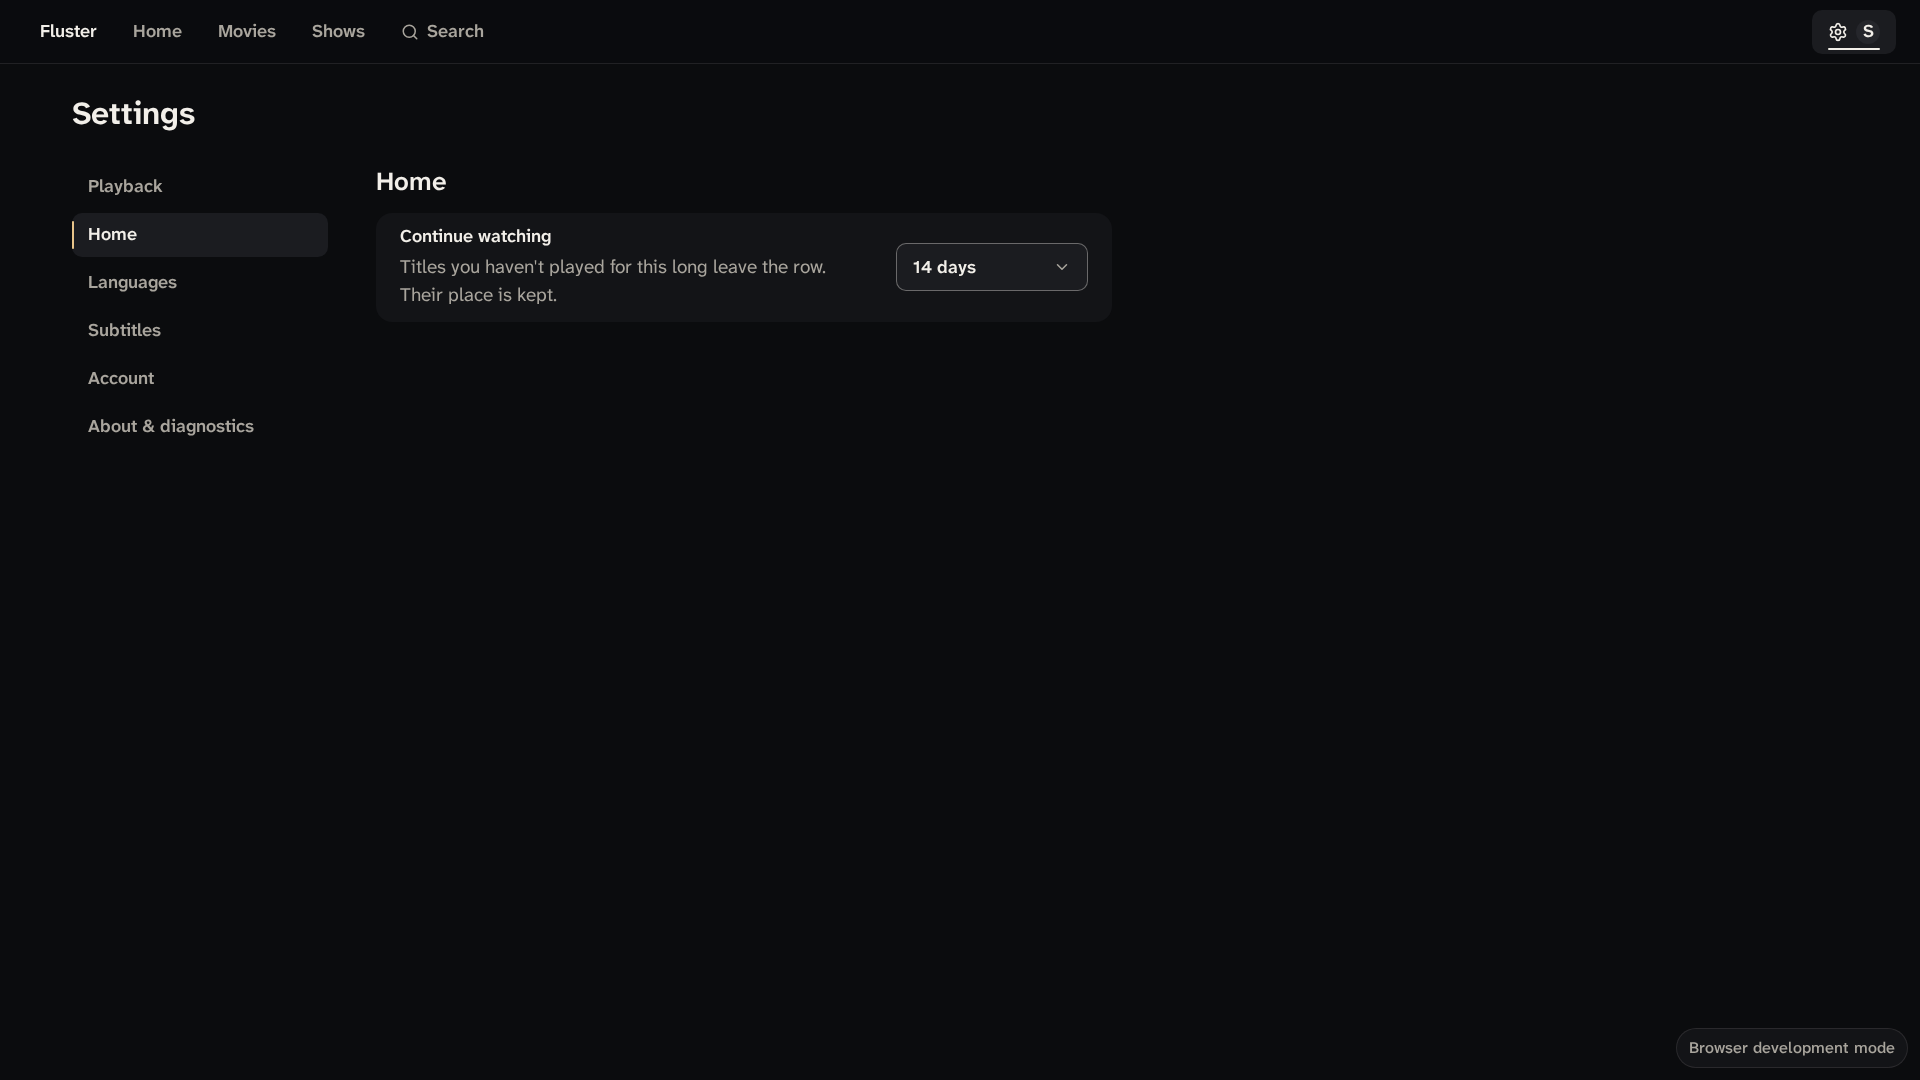 Fluster Home Movies Shows Search S
Settings
Playback
Home
Languages
Subtitles
Account
About & diagnostics
Home
Continue watching
Titles you haven't played for this long leave the row.
Their place is kept.
14 days
Browser development mode